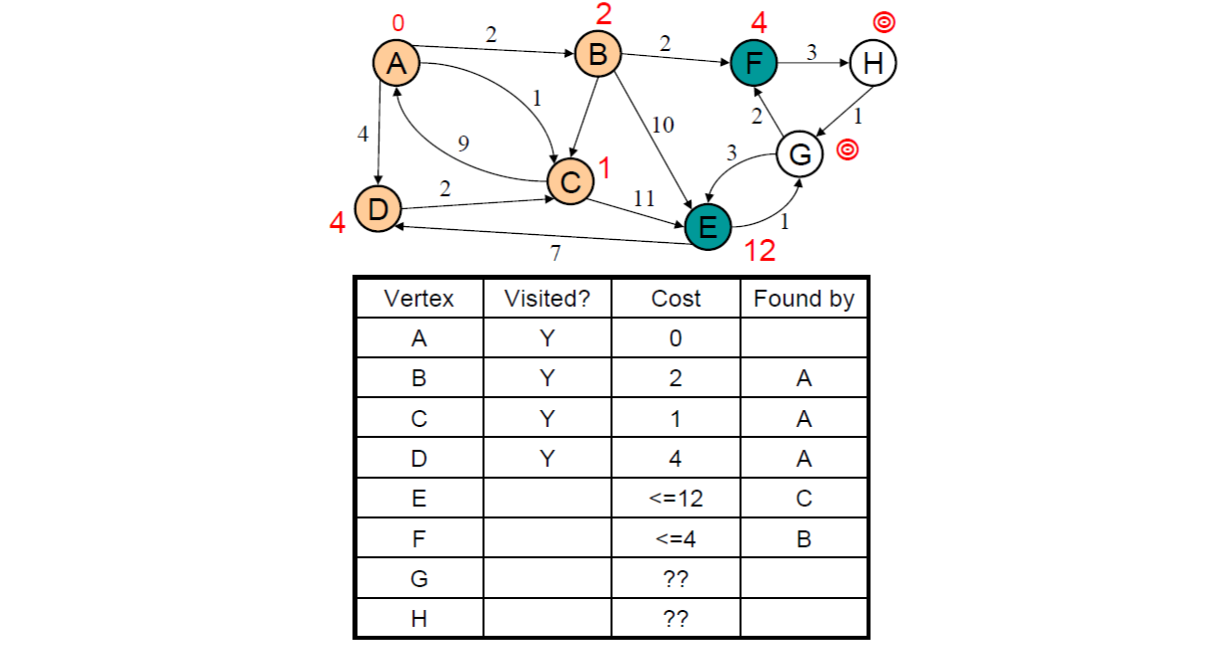 0
2
4
◎
A
2
B
2
F
3
H
1
10
2
1
4
9
3
G
◎
C
1
D
2
11
E
1
4
7
12
Vertex Visited? Cost Found by
A Y 0
B Y 2 A
C Y 1 A
D Y 4 A
E <=12 C
F <=4 B
G ??
H ??